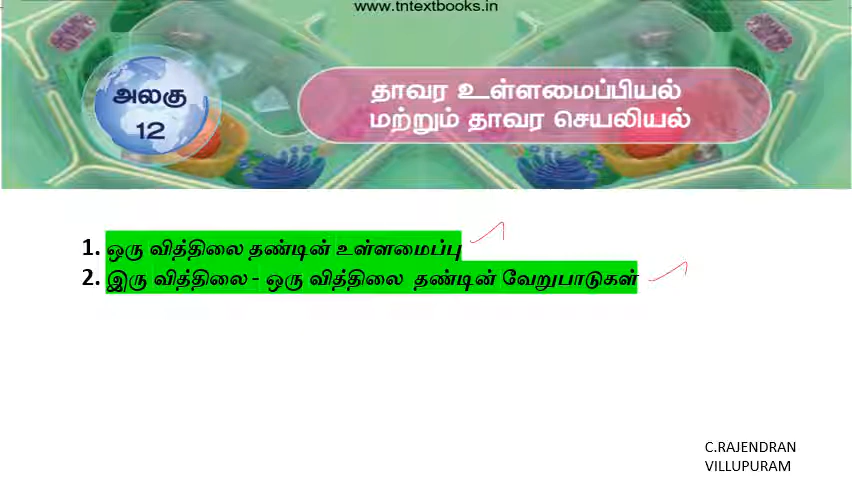 www.tntextbooks.in
அலகு
12
தாவர உள்ளமைப்பியல்
மற்றும் தாவர செயலியல்
1. ஒரு வித்திலை தண்டின் உள்ளமைப்பு
2. இரு வித்திலை - ஒரு வித்திலை தண்டின் வேறுபாடுகள்
C.RAJENDRAN
VILLUPURAM